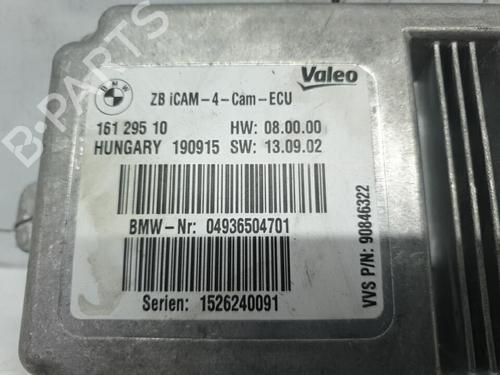 BMW
Valeo
ZB iCAM-4-Cam-ECU
161 295 10 HW: 08.00.00
HUNGARY 190915 SW: 13.09.02
BMW-Nr: 04936504701
Serien: 1526240091
VVS P/N: 90846322
B-PARTS